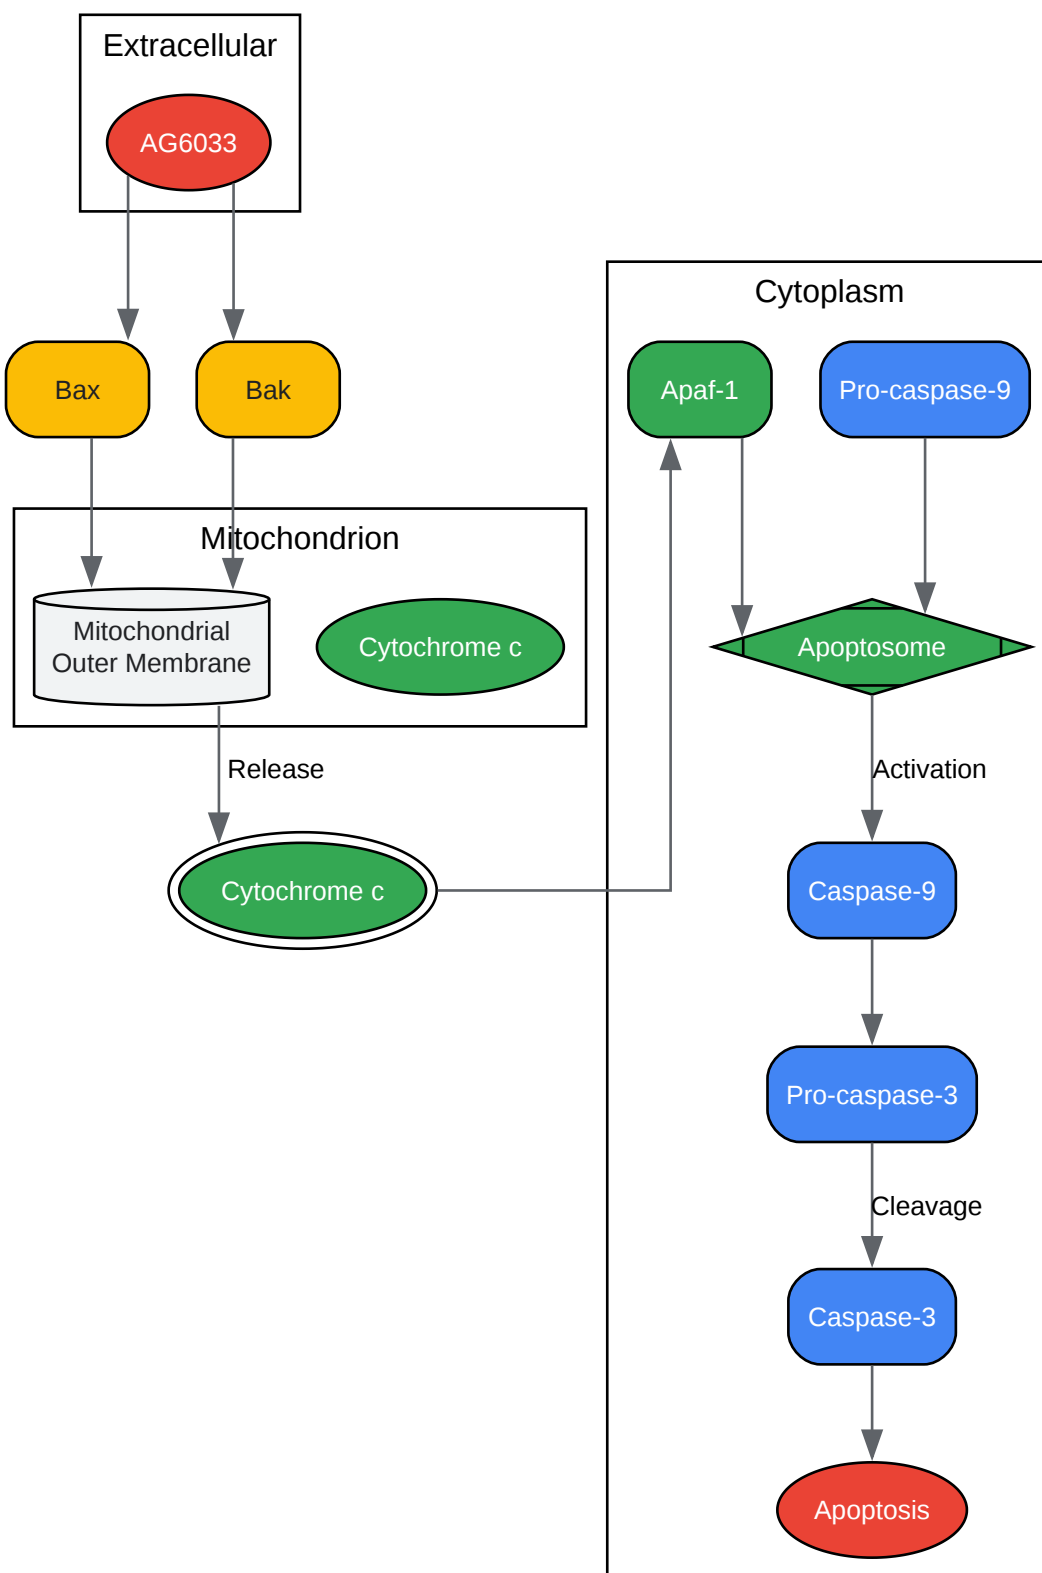 Extracellular
AG6033
Cytoplasm
Bax
Bak
Apaf-1
Pro-caspase-9
Mitochondrion
Mitochondrial
Outer Membrane
Cytochrome c
Apoptosome
Release
Activation
Cytochrome c
Caspase-9
Pro-caspase-3
Cleavage
Caspase-3
Apoptosis